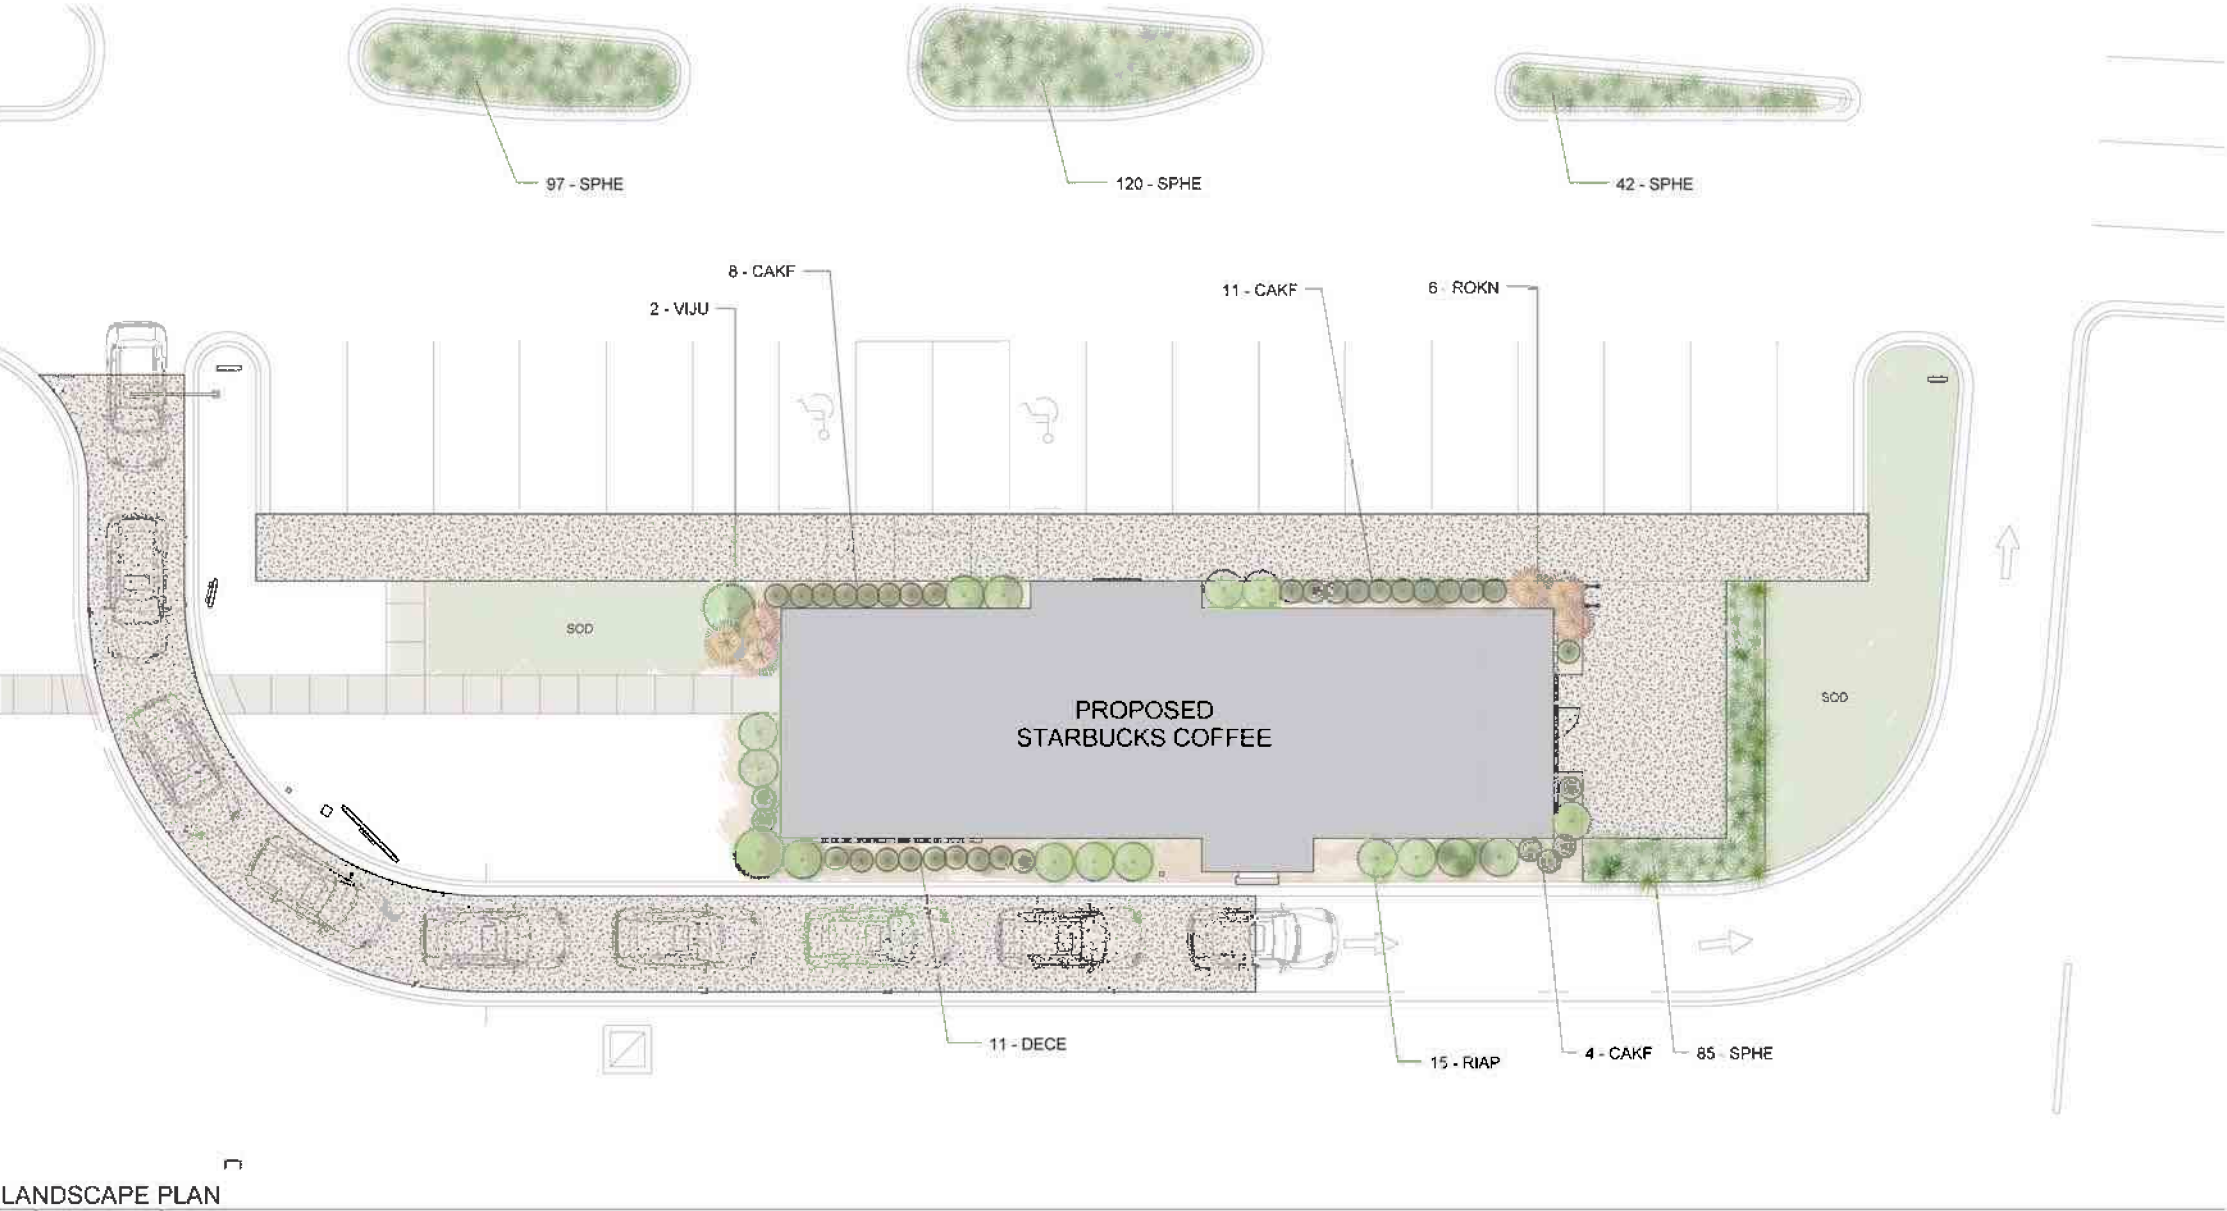 97 - SPHE
120 - SPHE
42 - SPHE
8 - CAKF
2 - VIJU
11 - CAKF
6 - ROKN
SOD
SOD
PROPOSED
STARBUCKS COFFEE
11 - DECE
15 - RIAP
4 - CAKF
85 - SPHE
LANDSCAPE PLAN